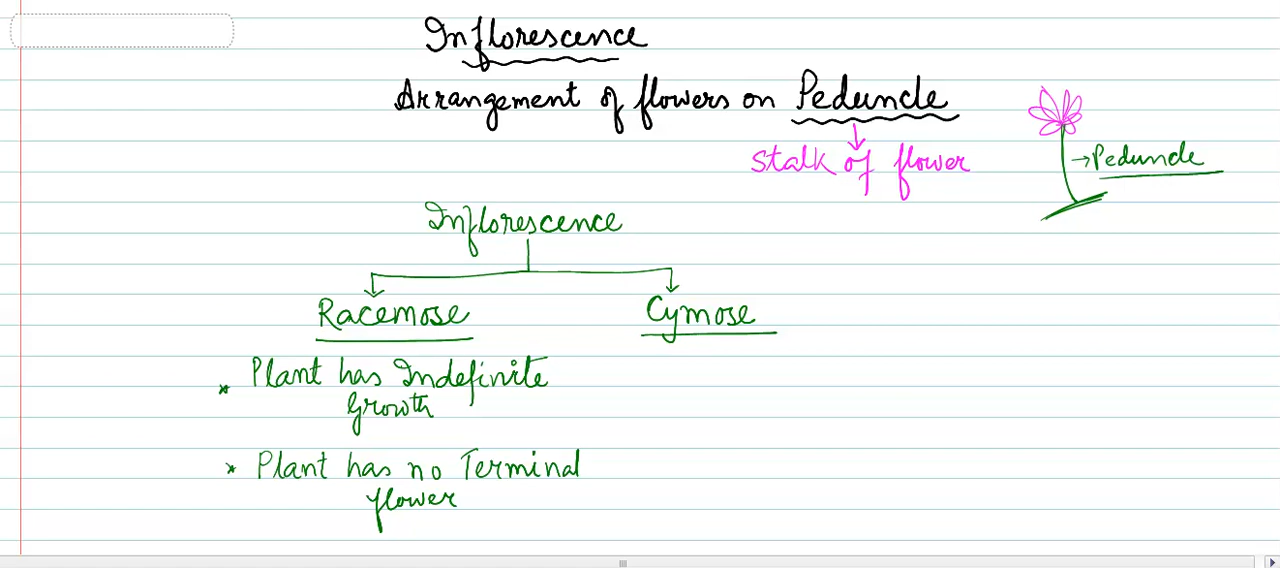 Inflorescence
Arrangement of flowers on Peduncle
Stalk of flower
Peduncle
Inflorescence
Racemose
Cymose
* Plant has Indefinite
Growth
* Plant has no Terminal
flower